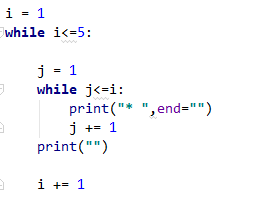 i = 1
while i<=5:
    j = 1
    while j<=i:
        print("* ",end="")
        j += 1
    print("")
    i += 1